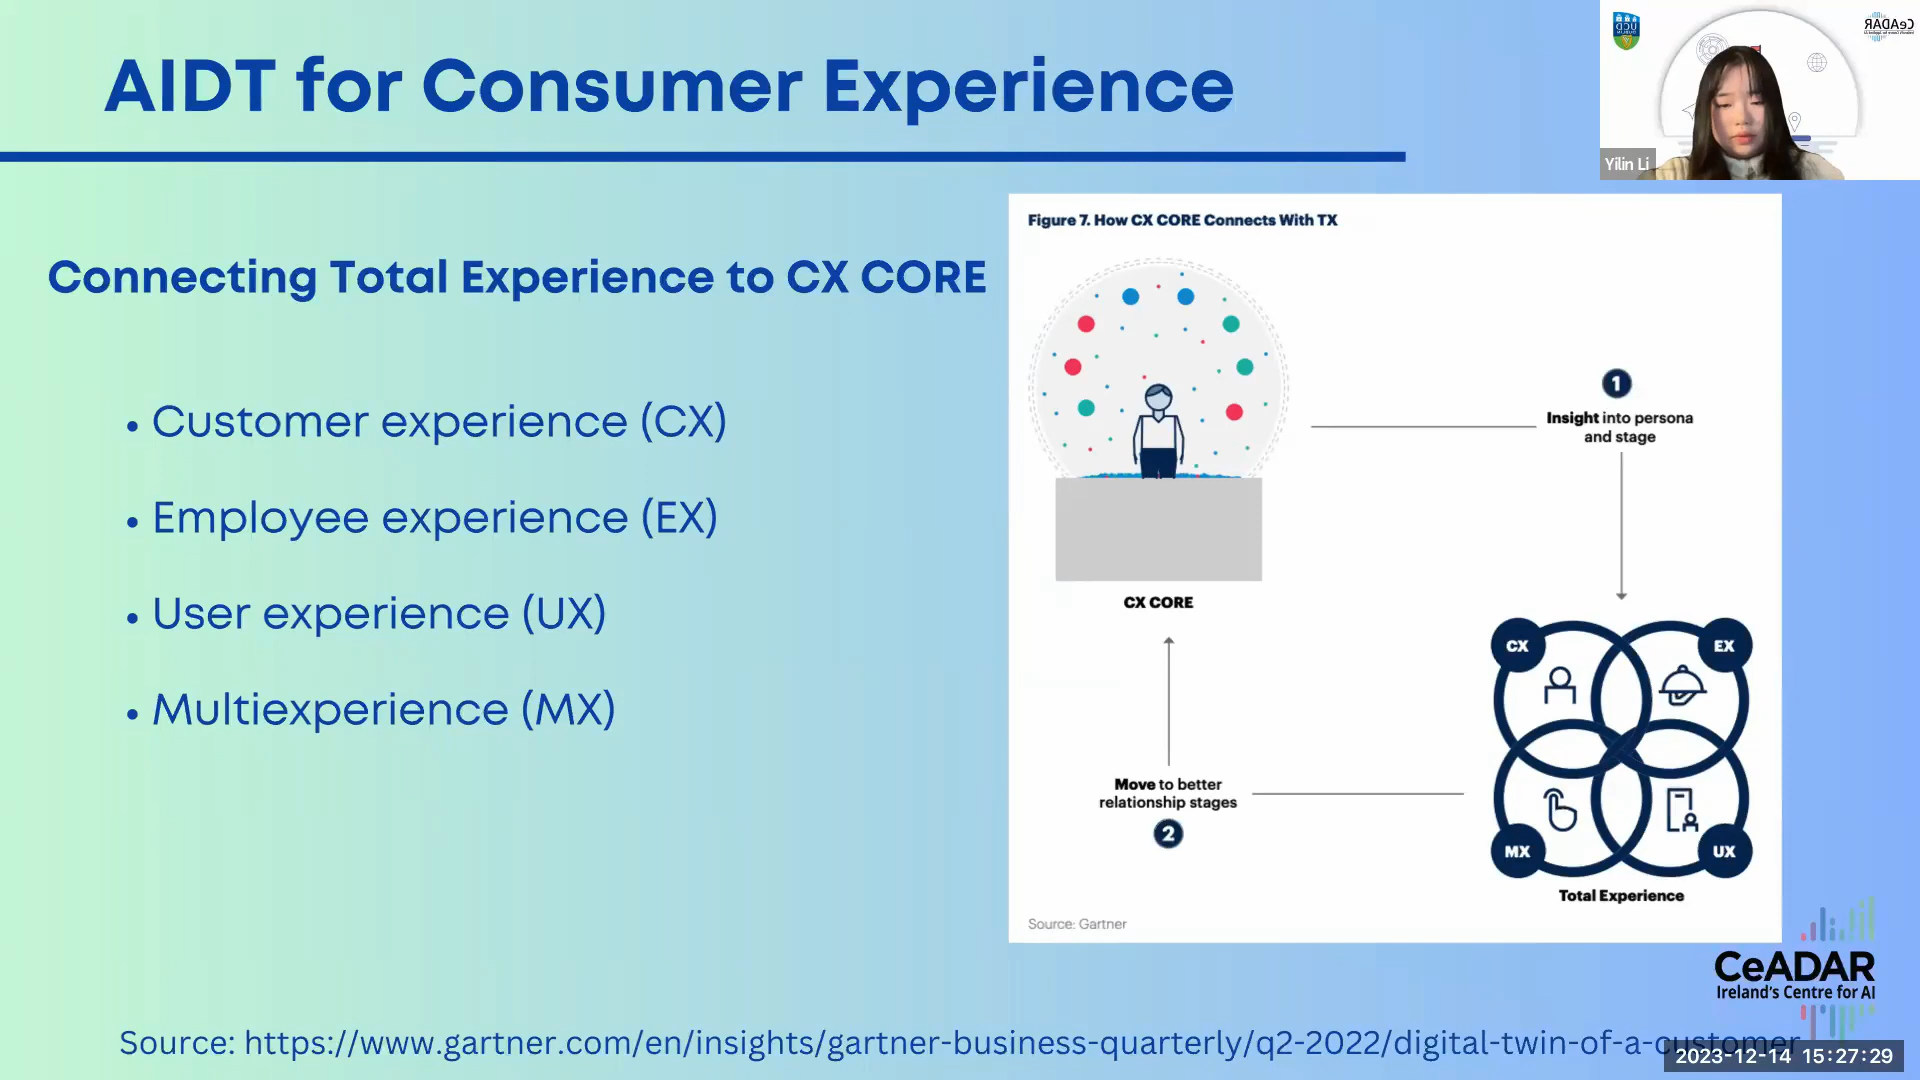 AIDT for Consumer Experience
Connecting Total Experience to CX CORE
• Customer experience (CX)
• Employee experience (EX)
• User experience (UX)
• Multiexperience (MX)
Figure 7. How CX CORE Connects With TX
1
Insight into persona
and stage
CX CORE
Move to better
relationship stages
2
CX
EX
MX
UX
Total Experience
Source: Gartner
CeADAR
Ireland's Centre for AI
Source: https://www.gartner.com/en/insights/gartner-business-quarterly/q2-2022/digital-twin-of-a-customer
2023-12-14 15:27:29
Yilin Li
UCD
DUBLIN
CeADAR